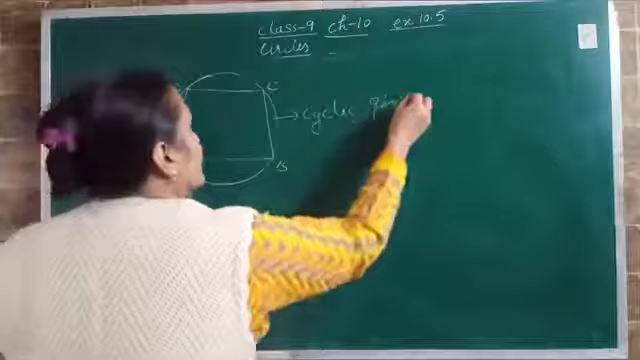 class-9 ch-10 ex 10.5
Circles
C
→ cyclic
B